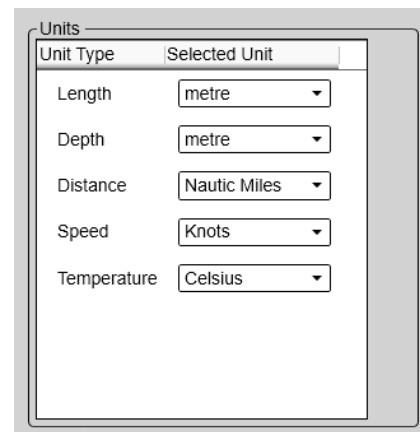 Units
Unit Type Selected Unit
Length metre
Depth metre
Distance Nautic Miles
Speed Knots
Temperature Celsius